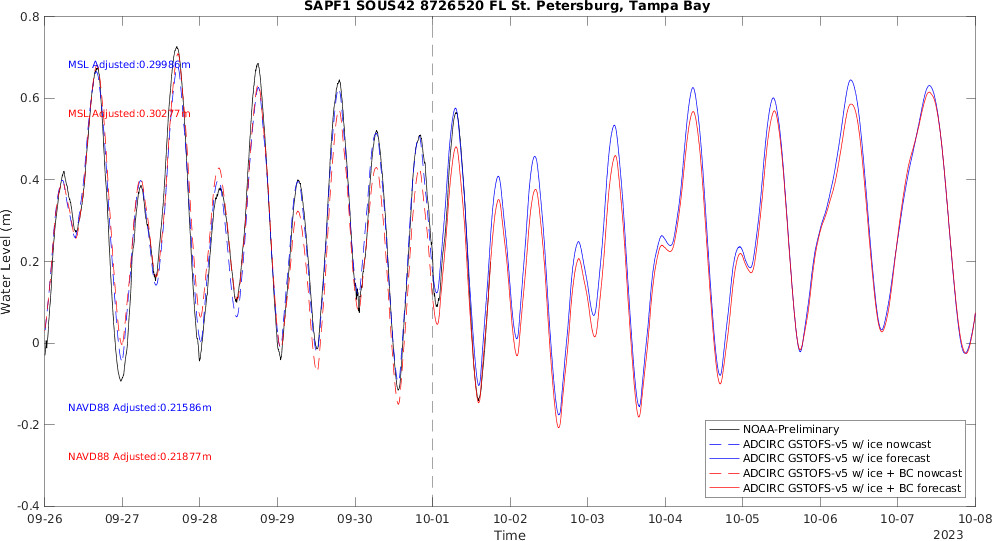 SAPF1 SOUS42 8726520 FL St. Petersburg, Tampa Bay
0.8
0.6
0.4
0.2
0
-0.2
-0.4
Water Level (m)
MSL Adjusted:0.29986m
MSL Adjusted:0.30277m
NAVD88 Adjusted:0.21586m
NAVD88 Adjusted:0.21877m
NOAA-Preliminary
ADCIRC GSTOFS-v5 w/ ice nowcast
ADCIRC GSTOFS-v5 w/ ice forecast
ADCIRC GSTOFS-v5 w/ ice + BC nowcast
ADCIRC GSTOFS-v5 w/ ice + BC forecast
09-26 09-27 09-28 09-29 09-30 10-01 10-02 10-03 10-04 10-05 10-06 10-07 10-08
Time
2023